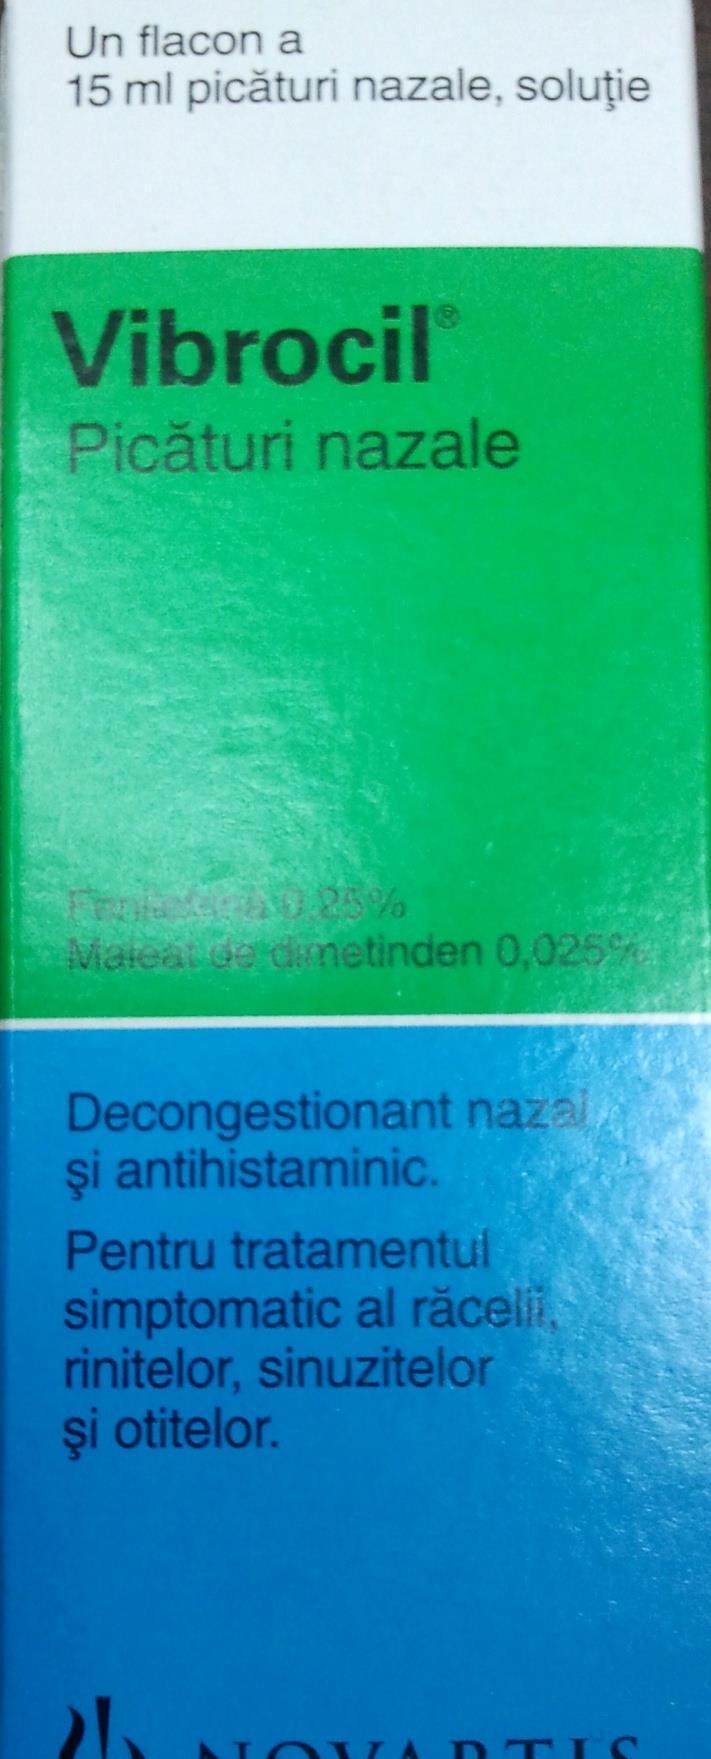 Un flacon a
15 ml picături nazale, soluţie
Vibrocil®
Picături nazale
Fenilefrină 0,25%
Maleat de dimetinden 0,025%
Decongestionant nazal
şi antihistaminic.
Pentru tratamentul
simptomatic al răcelii,
rinitelor, sinuzitelor
şi otitelor.
NOVARTIS